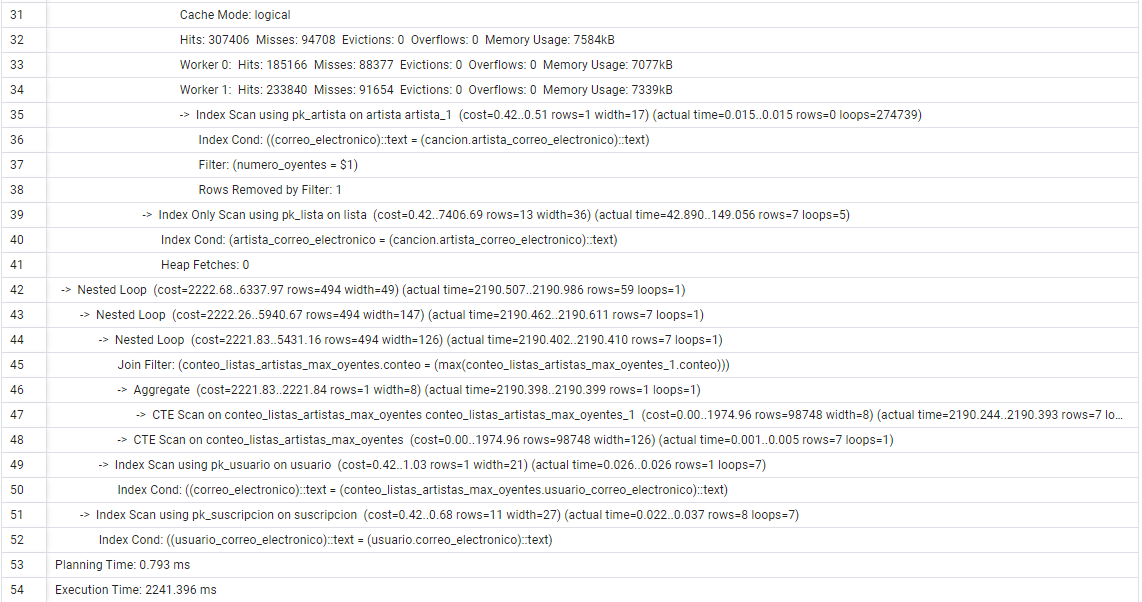 31 Cache Mode: logical
32 Hits: 307406 Misses: 94708 Evictions: 0 Overflows: 0 Memory Usage: 7584kB
33 Worker 0: Hits: 185166 Misses: 88377 Evictions: 0 Overflows: 0 Memory Usage: 7077kB
34 Worker 1: Hits: 233840 Misses: 91654 Evictions: 0 Overflows: 0 Memory Usage: 7339kB
35 -> Index Scan using pk_artista on artista artista_1 (cost=0.42..0.51 rows=1 width=17) (actual time=0.015..0.015 rows=0 loops=274739)
36 Index Cond: ((correo_electronico)::text = (cancion.artista_correo_electronico)::text)
37 Filter: (numero_oyentes = $1)
38 Rows Removed by Filter: 1
39 -> Index Only Scan using pk_lista on lista (cost=0.42..7406.69 rows=13 width=36) (actual time=42.890..149.056 rows=7 loops=5)
40 Index Cond: (artista_correo_electronico = (cancion.artista_correo_electronico)::text)
41 Heap Fetches: 0
42 -> Nested Loop (cost=2222.68..6337.97 rows=494 width=49) (actual time=2190.507..2190.986 rows=59 loops=1)
43 -> Nested Loop (cost=2222.26..5940.67 rows=494 width=147) (actual time=2190.462..2190.611 rows=7 loops=1)
44 -> Nested Loop (cost=2221.83..5431.16 rows=494 width=126) (actual time=2190.402..2190.410 rows=7 loops=1)
45 Join Filter: (conteo_listas_artistas_max_oyentes.conteo = (max(conteo_listas_artistas_max_oyentes_1.conteo)))
46 -> Aggregate (cost=2221.83..2221.84 rows=1 width=8) (actual time=2190.398..2190.399 rows=1 loops=1)
47 -> CTE Scan on conteo_listas_artistas_max_oyentes conteo_listas_artistas_max_oyentes_1 (cost=0.00..1974.96 rows=98748 width=8) (actual time=2190.244..2190.393 rows=7 lo...
48 -> CTE Scan on conteo_listas_artistas_max_oyentes (cost=0.00..1974.96 rows=98748 width=126) (actual time=0.001..0.005 rows=7 loops=1)
49 -> Index Scan using pk_usuario on usuario (cost=0.42..1.03 rows=1 width=21) (actual time=0.026..0.026 rows=1 loops=7)
50 Index Cond: ((correo_electronico)::text = (conteo_listas_artistas_max_oyentes.usuario_correo_electronico)::text)
51 -> Index Scan using pk_suscripcion on suscripcion (cost=0.42..0.68 rows=11 width=27) (actual time=0.022..0.037 rows=8 loops=7)
52 Index Cond: ((usuario_correo_electronico)::text = (usuario.correo_electronico)::text)
53 Planning Time: 0.793 ms
54 Execution Time: 2241.396 ms